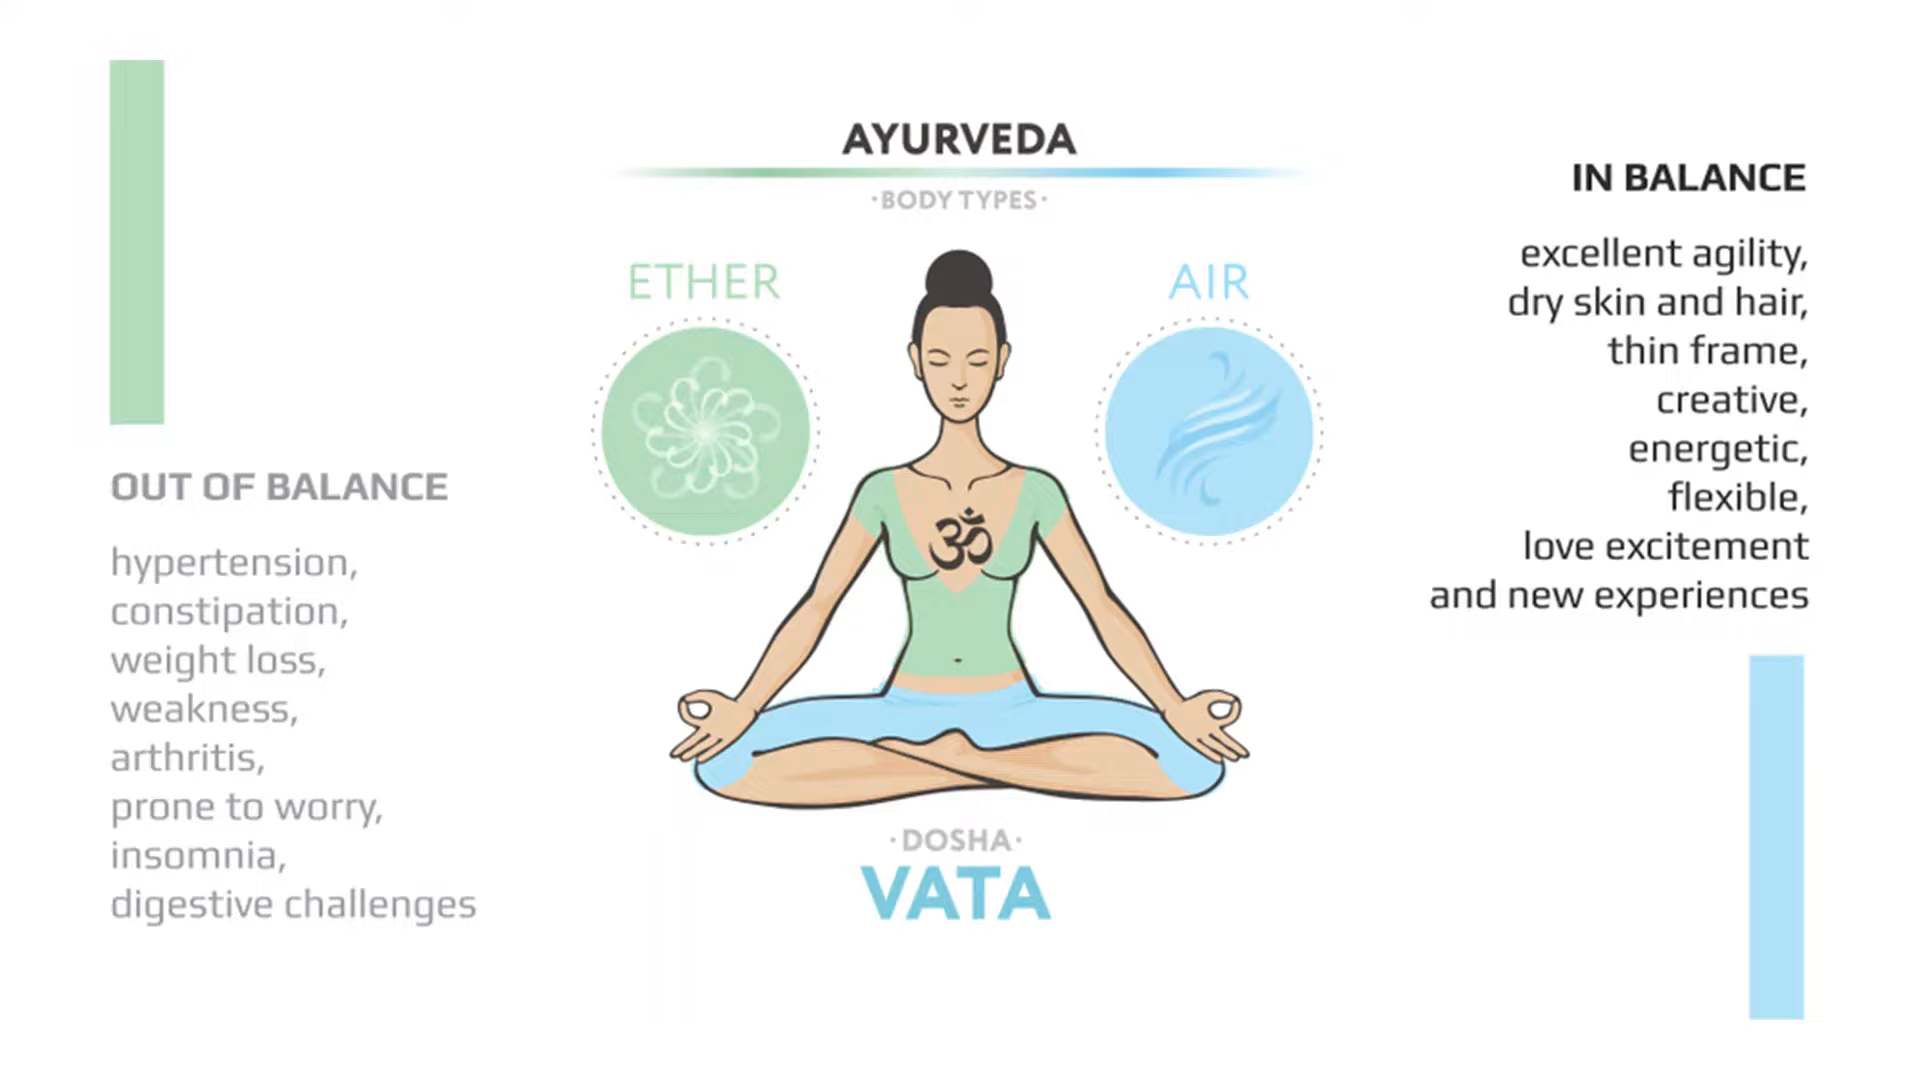 AYURVEDA
·BODY TYPES·
ETHER
AIR
ॐ
·DOSHA·
VATA
OUT OF BALANCE
hypertension,
constipation,
weight loss,
weakness,
arthritis,
prone to worry,
insomnia,
digestive challenges
IN BALANCE
excellent agility,
dry skin and hair,
thin frame,
creative,
energetic,
flexible,
love excitement
and new experiences